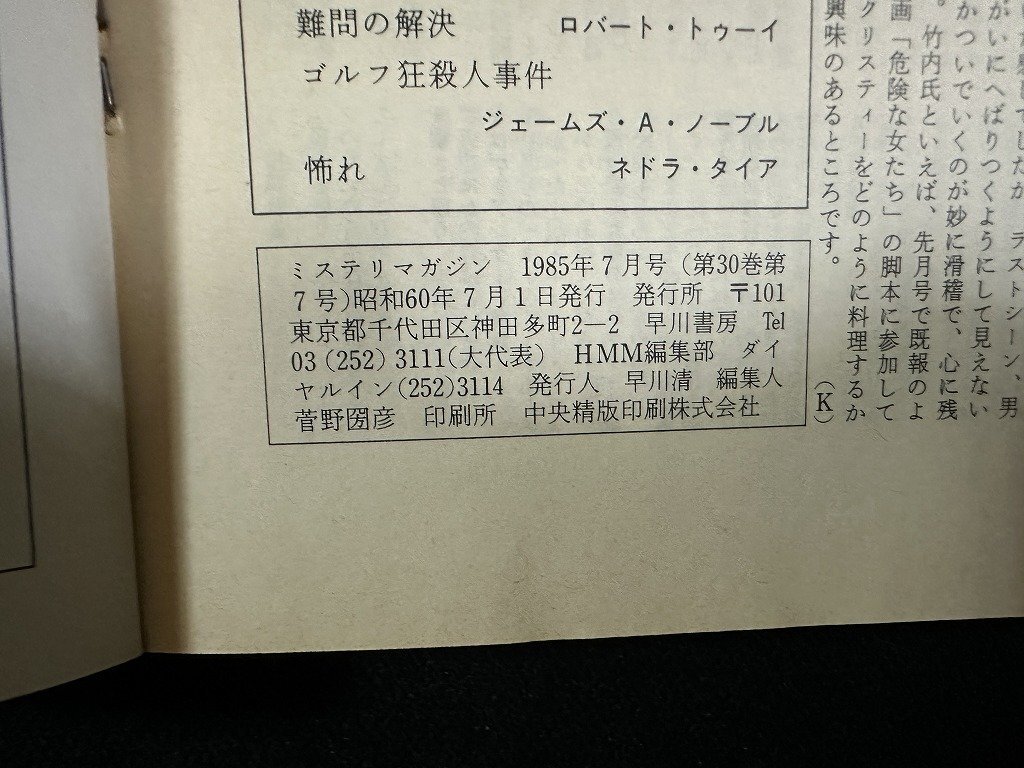 難問の解決 ロバート・トゥーイ
ゴルフ狂殺人事件
ジェームズ・A・ノーブル
怖れ ネドラ・タイア
ミステリマガジン 1985年7月号(第30巻第
7号)昭和60年7月1日発行 発行所 〒101
東京都千代田区神田多町2−2 早川書房 Tel
03(252)3111(大代表) HMM編集部 ダイ
ヤルイン(252)3114 発行人 早川清 編集人
菅野圀彦 印刷所 中央精版印刷株式会社
ラストシーン、男
がいにへばりつくようにして見えない
かついでいくのが妙に滑稽で、心に残
。竹内氏といえば、先月号で既報のよ
画「危険な女たち」の脚本に参加して
クリスティーをどのように料理するか
興味のあるところです。
(K)